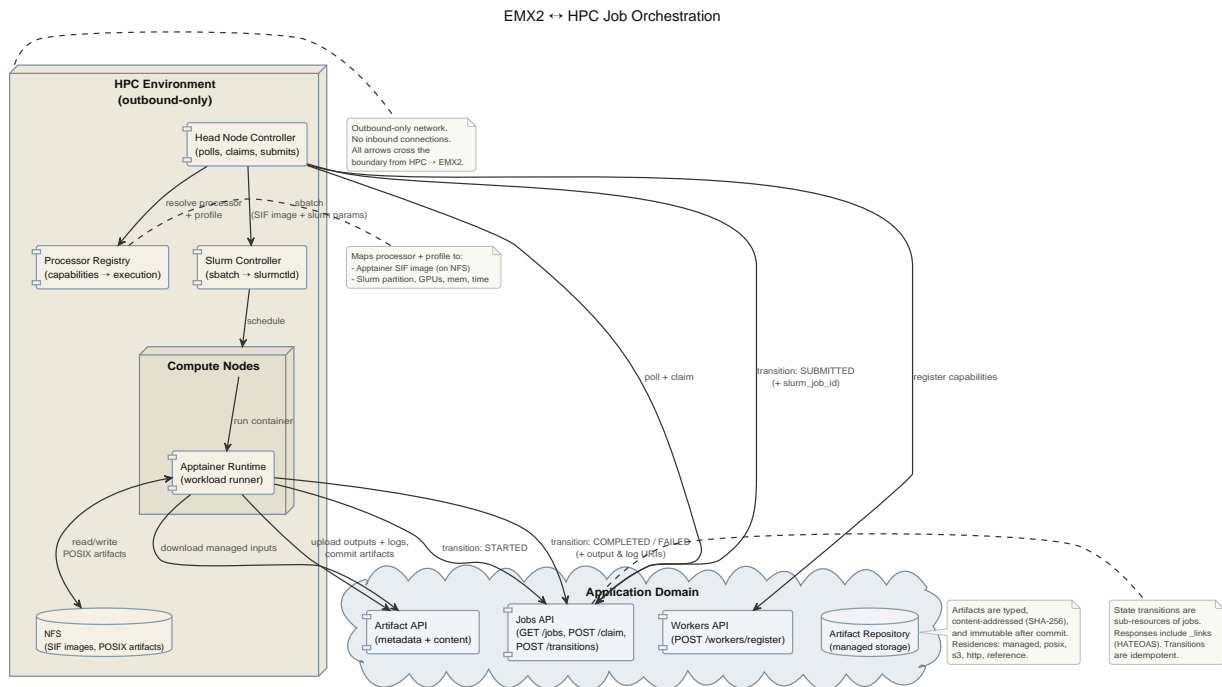 EMX2 ↔ HPC Job Orchestration
HPC Environment
(outbound-only)
Head Node Controller
(polls, claims, submits)
Outbound-only network.
No inbound connections.
All arrows cross the
boundary from HPC → EMX2.
resolve processor
+ profile
sbatch
(SIF image + slurm params)
Processor Registry
(capabilities → execution)
Slurm Controller
(sbatch → slurmctld)
Maps processor + profile to:
- Apptainer SIF image (on NFS)
- Slurm partition, GPUs, mem, time
schedule
Compute Nodes
poll + claim
transition: SUBMITTED
(+ slurm_job_id)
register capabilities
run container
Apptainer Runtime
(workload runner)
read/write
POSIX artifacts
download managed inputs
upload outputs + logs,
commit artifacts
transition: STARTED
transition: COMPLETED / FAILED
(+ output & log URIs)
Application Domain
NFS
(SIF images, POSIX artifacts)
Artifact API
(metadata + content)
Jobs API
(GET /jobs, POST /claim,
POST /transitions)
Workers API
(POST /workers/register)
Artifact Repository
(managed storage)
Artifacts are typed,
content-addressed (SHA-256),
and immutable after commit.
Residences: managed, posix,
s3, http, reference.
State transitions are
sub-resources of jobs.
Responses include _links
(HATEOAS). Transitions
are idempotent.